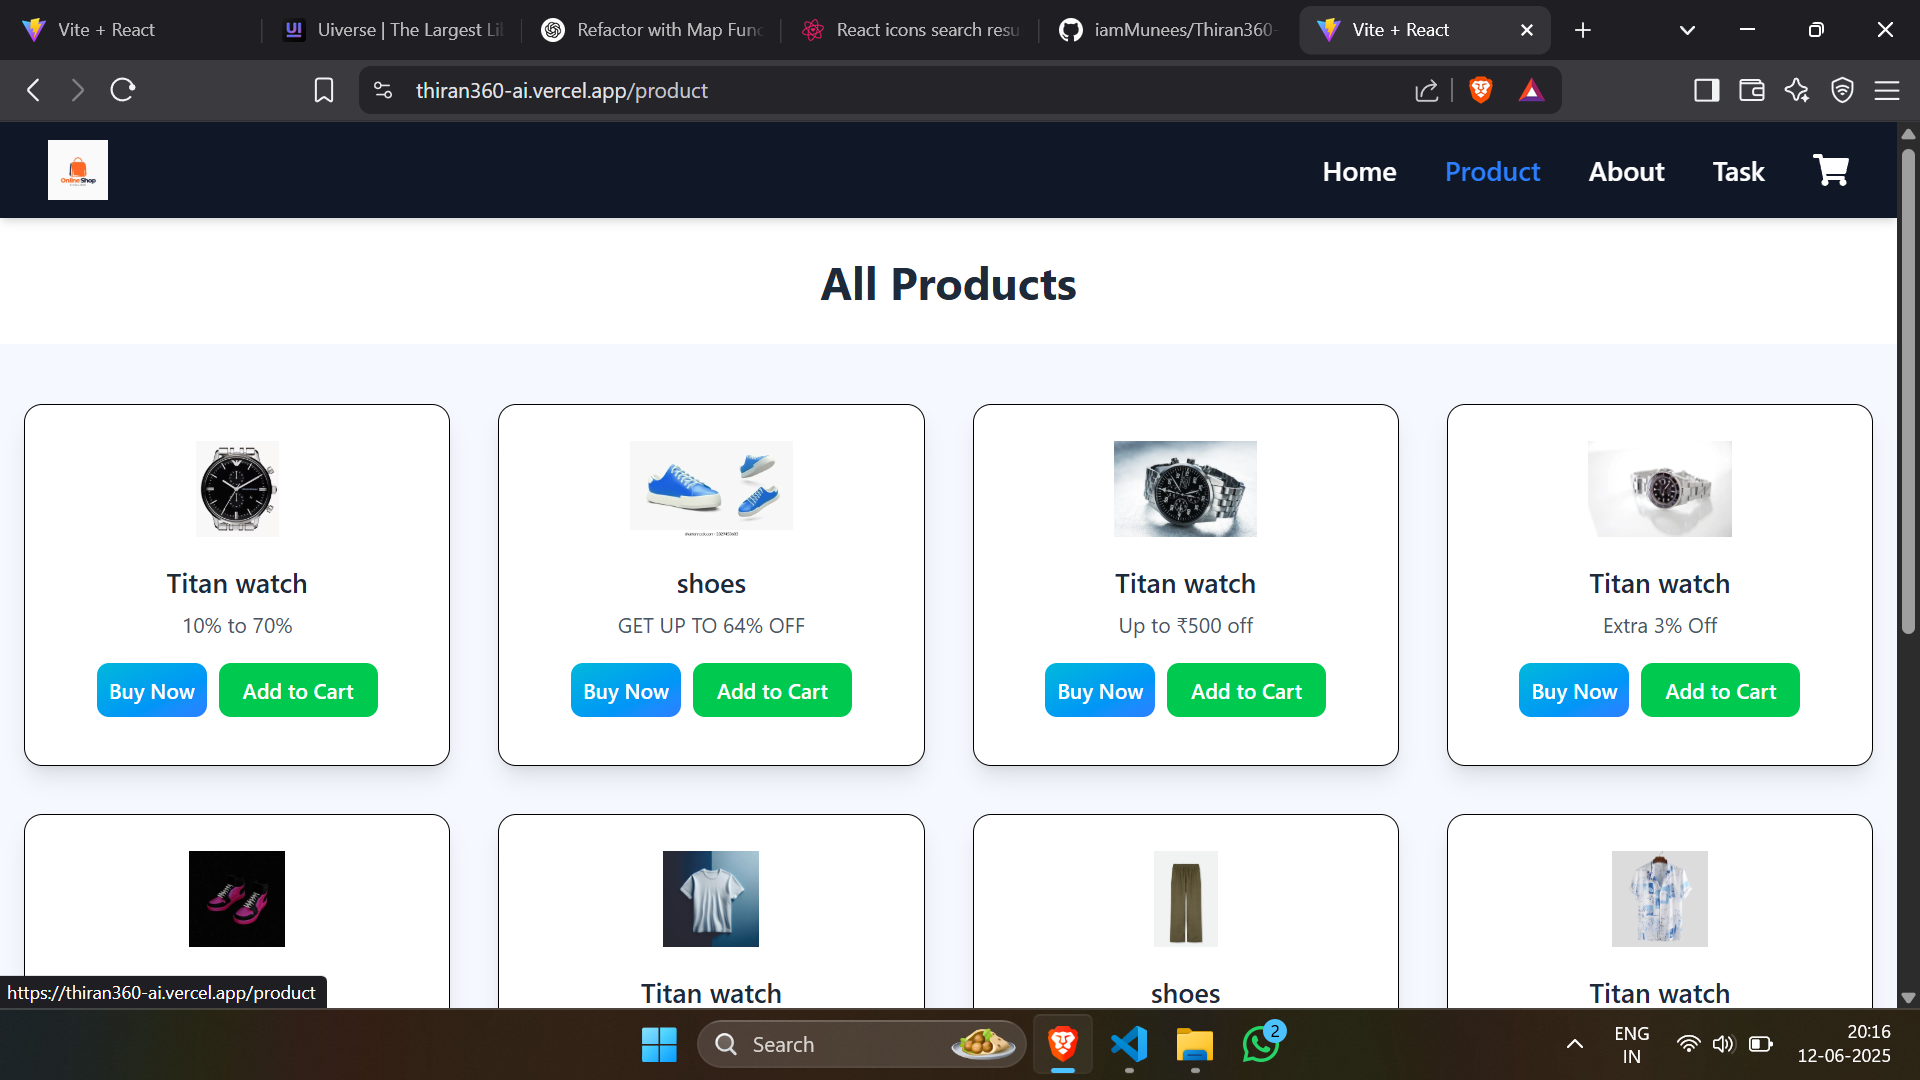 Vite + React
Uiverse | The Largest Li
Refactor with Map Func
React icons search resu
iamMunees/Thiran360-
Vite + React
thiran360-ai.vercel.app/product
Online Shop
Home
Product
About
Task
All Products
Titan watch
10% to 70%
Buy Now
Add to Cart
shoes
GET UP TO 64% OFF
Buy Now
Add to Cart
Titan watch
Up to ₹500 off
Buy Now
Add to Cart
Titan watch
Extra 3% Off
Buy Now
Add to Cart
Titan watch
shoes
Titan watch
https://thiran360-ai.vercel.app/product
Search
2
ENG
IN
20:16
12-06-2025